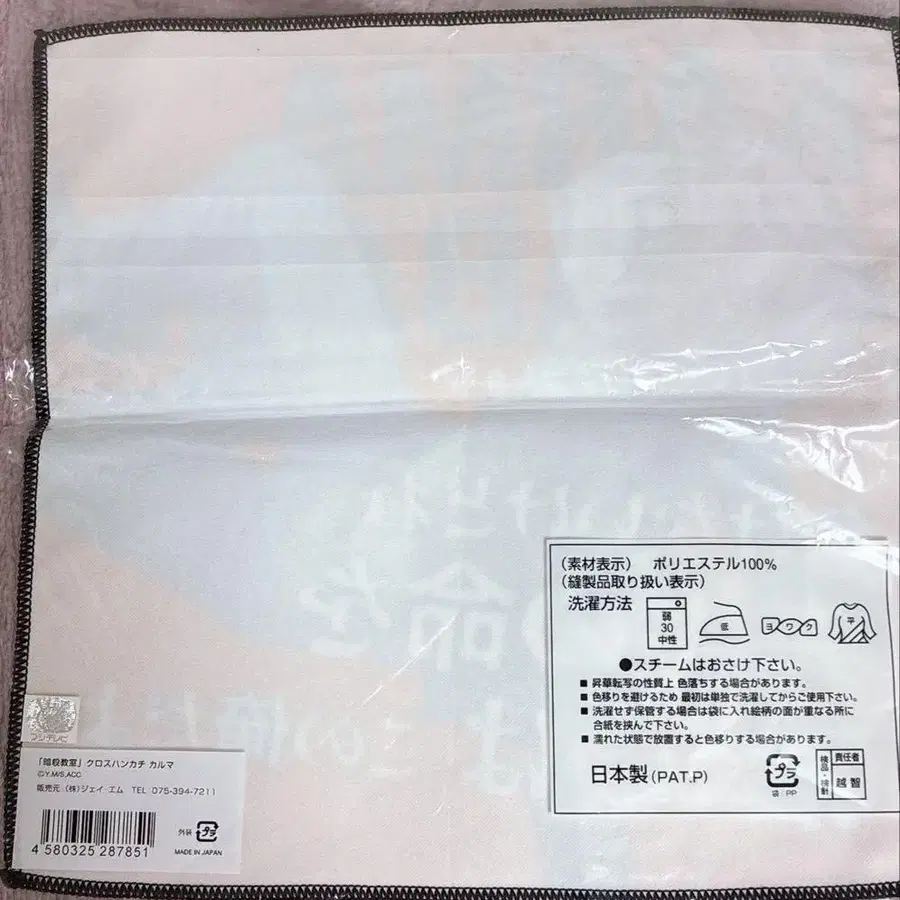 (素材表示) ポリエステル100%
(縫製品取り扱い表示)
洗濯方法
弱
30
中性
低
ヨワク
平
●スチームはおさけ下さい。
■ 昇華転写の性質上 色落ちする場合があります。
■ 色移りを避けるため 最初は単独で洗濯してからご使用下さい。
■ 洗濯せず保管する場合は袋に入れ絵柄の面が重なる所に
合紙を挟んで下さい。
■ 濡れた状態で放置すると色移りする場合があります。
日本製(PAT.P)
プラ
袋:PP
検品・検針
責任者
越智
フジテレビ
「暗殺教室」クロスハンカチ カルマ
©Y.M/S,ACC
販売元:(株)ジェイ・エム TEL 075-394-7211
4 580325 287851
外袋
プラ
MADE IN JAPAN